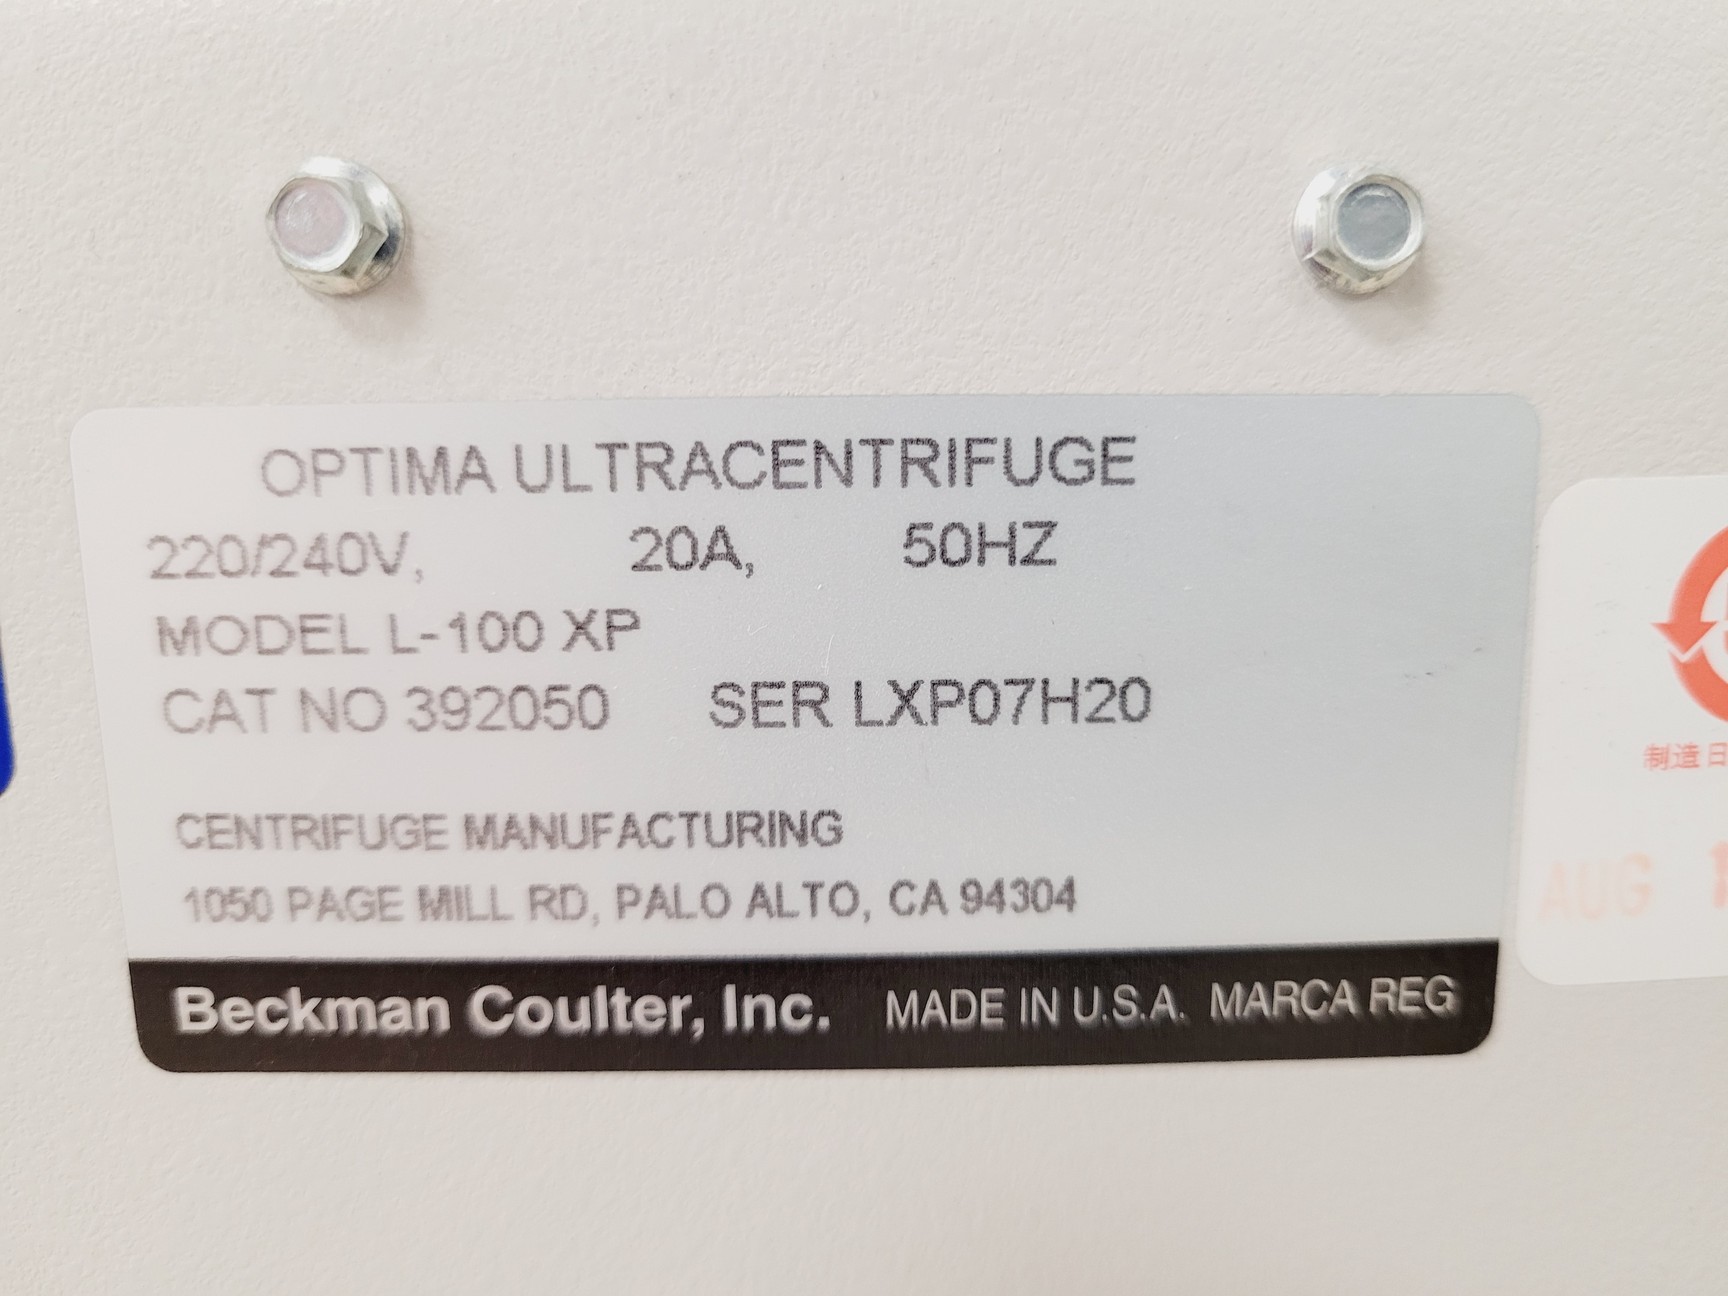 OPTIMA ULTRACENTRIFUGE
220/240V, 20A, 50HZ
MODEL L-100 XP
CAT NO 392050 SER LXP07H20
CENTRIFUGE MANUFACTURING
1050 PAGE MILL RD, PALO ALTO, CA 94304
Beckman Coulter, Inc. MADE IN U.S.A. MARCA REG
制造日
AUG